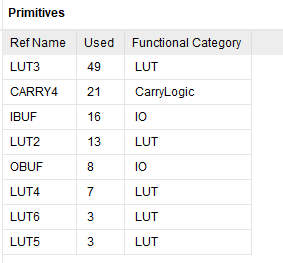 Primitives
Ref Name Used Functional Category
LUT3 49 LUT
CARRY4 21 CarryLogic
IBUF 16 IO
LUT2 13 LUT
OBUF 8 IO
LUT4 7 LUT
LUT6 3 LUT
LUT5 3 LUT